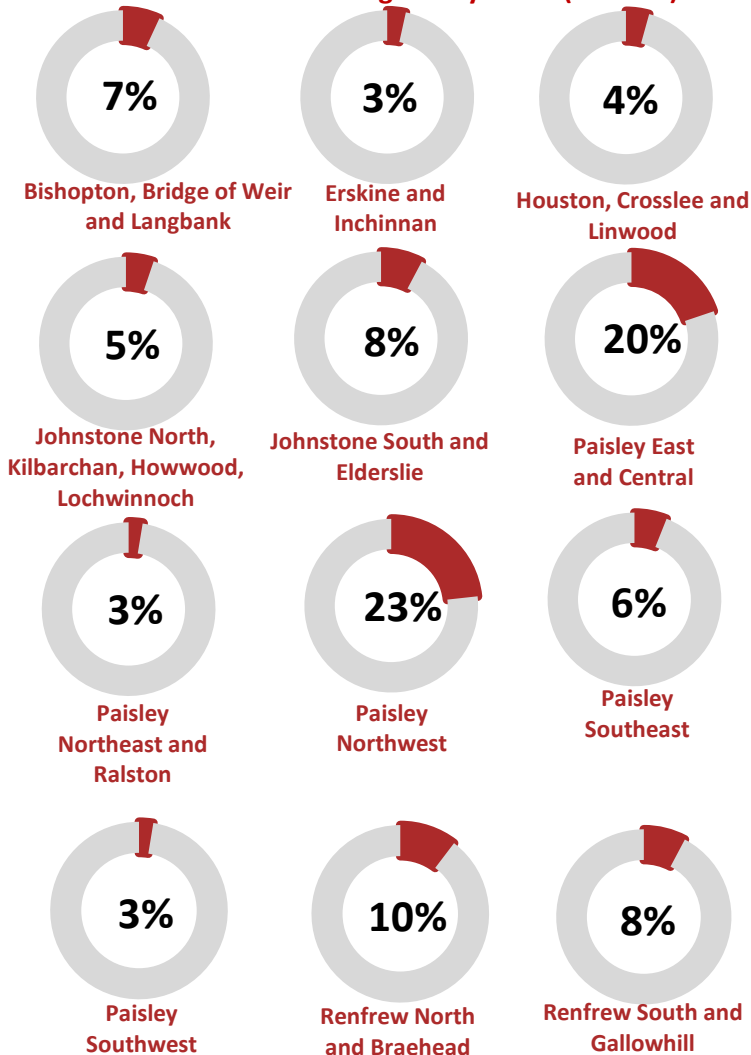 7%
3%
4%
Bishopton, Bridge of Weir
and Langbank
Erskine and
Inchinnan
Houston, Crosslee and
Linwood
5%
8%
20%
Johnstone North,
Kilbarchan, Howwood,
Lochwinnoch
Johnstone South and
Elderslie
Paisley East
and Central
3%
23%
6%
Paisley
Northeast and
Ralston
Paisley
Northwest
Paisley
Southeast
3%
10%
8%
Paisley
Southwest
Renfrew North
and Braehead
Renfrew South and
Gallowhill